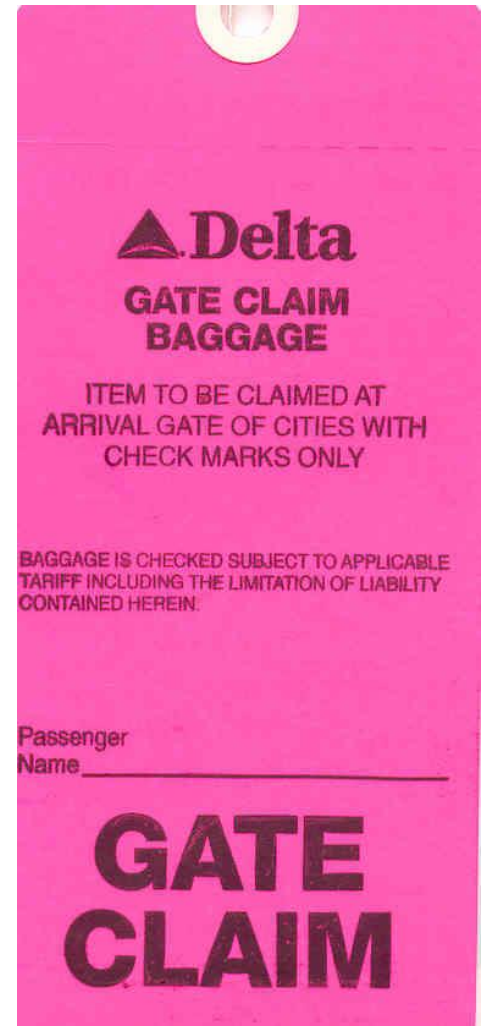 Delta
GATE CLAIM
BAGGAGE
ITEM TO BE CLAIMED AT
ARRIVAL GATE OF CITIES WITH
CHECK MARKS ONLY
BAGGAGE IS CHECKED SUBJECT TO APPLICABLE
TARIFF INCLUDING THE LIMITATION OF LIABILITY
CONTAINED HEREIN.
Passenger
Name
GATE
CLAIM